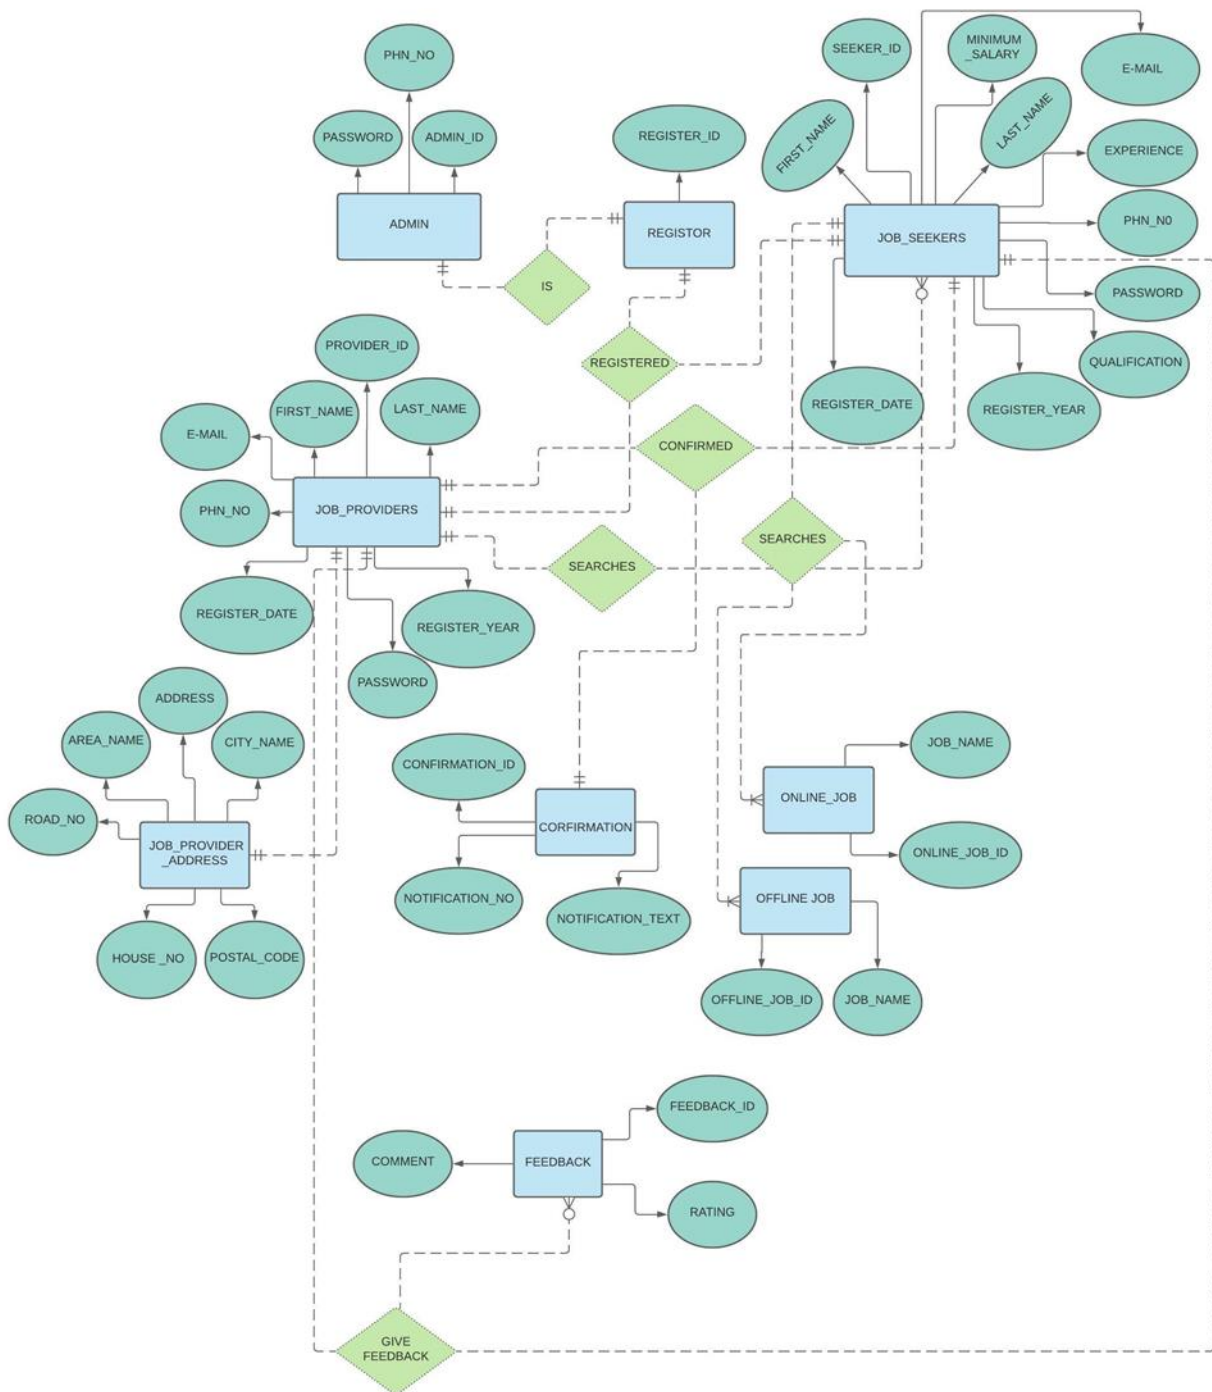 PHN_NO
SEEKER_ID
MINIMUM
_SALARY
E-MAIL
PASSWORD
ADMIN_ID
REGISTER_ID
FIRST_NAME
LAST_NAME
EXPERIENCE
ADMIN
REGISTOR
JOB_SEEKERS
PHN_N0
IS
PASSWORD
PROVIDER_ID
REGISTERED
QUALIFICATION
FIRST_NAME
LAST_NAME
REGISTER_DATE
REGISTER_YEAR
E-MAIL
CONFIRMED
PHN_NO
JOB_PROVIDERS
SEARCHES
SEARCHES
REGISTER_DATE
REGISTER_YEAR
PASSWORD
ADDRESS
AREA_NAME
CITY_NAME
JOB_NAME
CONFIRMATION_ID
ONLINE_JOB
ROAD_NO
JOB_PROVIDER
_ADDRESS
CORFIRMATION
ONLINE_JOB_ID
NOTIFICATION_NO
NOTIFICATION_TEXT
OFFLINE JOB
HOUSE _NO
POSTAL_CODE
OFFLINE_JOB_ID
JOB_NAME
FEEDBACK_ID
COMMENT
FEEDBACK
RATING
GIVE
FEEDBACK